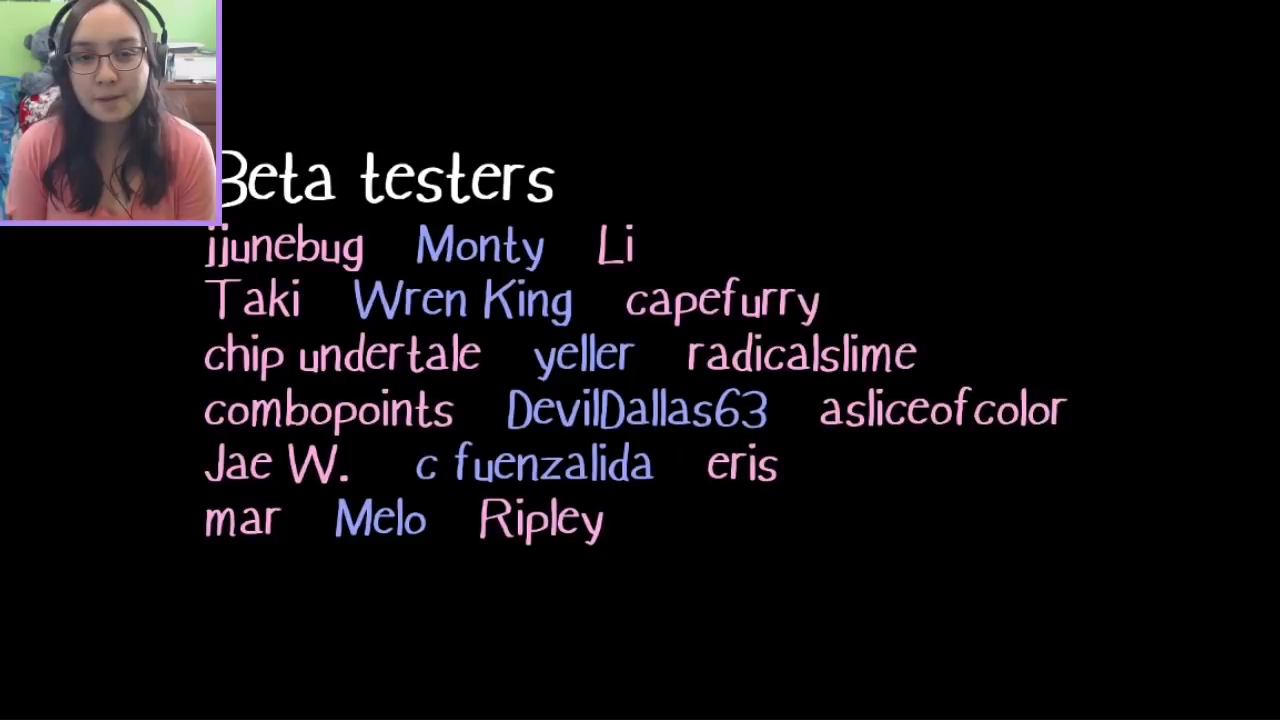 Beta testers
jjunebug Monty Li
Taki Wren King capefurry
chip undertale yeller radicalslime
combopoints DevilDallas63 asliceofcolor
Jae W. c fuenzalida eris
mar Melo Ripley